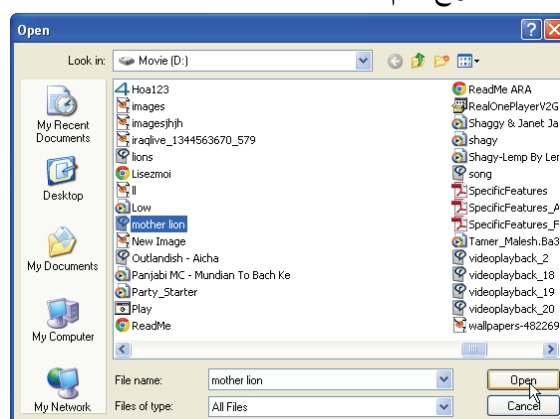 Open
Look in:
Movie (D:)
My Recent
Documents
Desktop
My Documents
My Computer
My Network
Hoa123
images
imagesjhjh
iraqlive_1344563670_579
lions
Lisezmoi
ll
Low
mother lion
New Image
Outlandish - Aicha
Panjabi MC - Mundian To Bach Ke
Party_Starter
Play
ReadMe
ReadMe ARA
RealOnePlayerV2G
Shaggy & Janet Ja
shagy
Shagy-Lemp By Ler
song
SpecificFeatures
SpecificFeatures_A
SpecificFeatures_F
Tamer_Malesh.Ba3
videoplayback_2
videoplayback_18
videoplayback_19
videoplayback_20
wallpapers-482269
File name:
mother lion
Open
Files of type:
All Files
Cancel